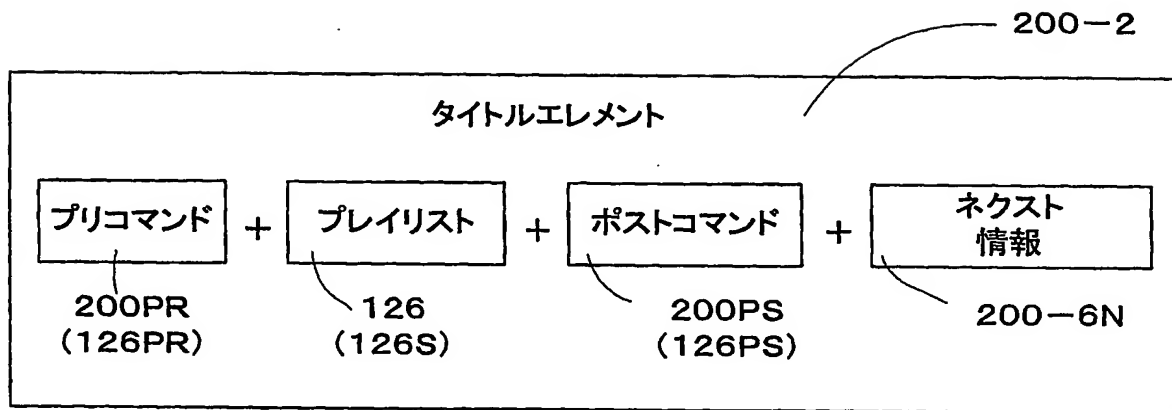 200−2
タイトルエレメント
プリコマンド + プレイリスト + ポストコマンド + ネクスト
情報
200PR 126 200PS 200−6N
(126PR) (126S) (126PS)